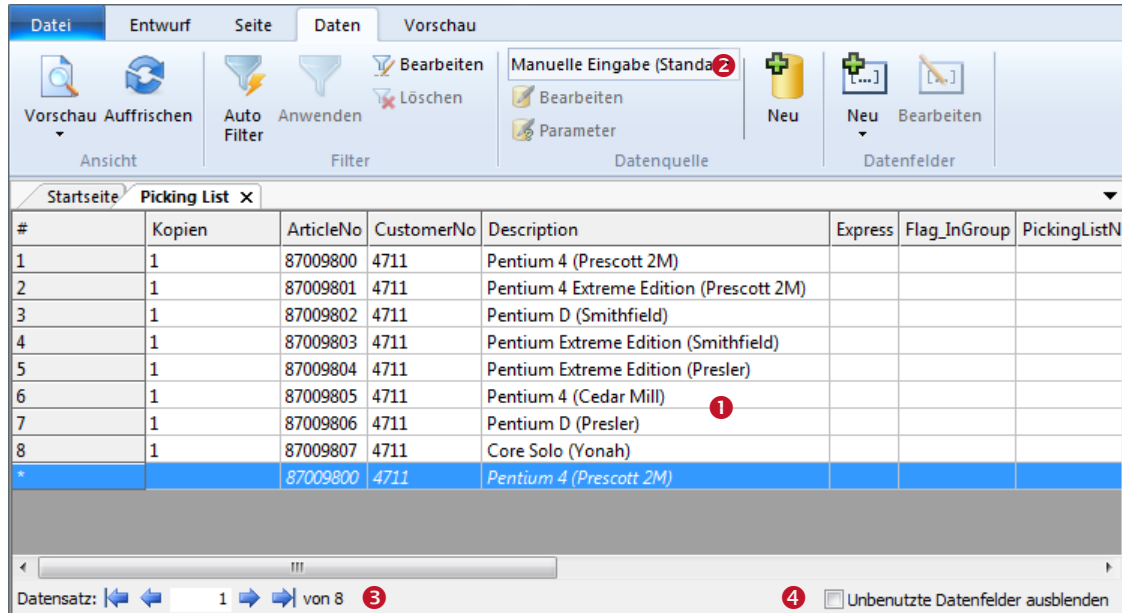 Datei Entwurf Seite Daten Vorschau
Vorschau Auffrischen
Ansicht
Auto Filter Anwenden Bearbeiten Löschen
Filter
Manuelle Eingabe (Standa 2
Bearbeiten
Parameter
Neu
Datenquelle
Neu Bearbeiten
Datenfelder
Startseite Picking List X
# Kopien ArticleNo CustomerNo Description Express Flag_InGroup PickingListN
1 1 87009800 4711 Pentium 4 (Prescott 2M)
2 1 87009801 4711 Pentium 4 Extreme Edition (Prescott 2M)
3 1 87009802 4711 Pentium D (Smithfield)
4 1 87009803 4711 Pentium Extreme Edition (Smithfield)
5 1 87009804 4711 Pentium Extreme Edition (Presler)
6 1 87009805 4711 Pentium 4 (Cedar Mill)
1
7 1 87009806 4711 Pentium D (Presler)
8 1 87009807 4711 Core Solo (Yonah)
* 87009800 4711 Pentium 4 (Prescott 2M)
Datensatz: 1 von 8 3 4 Unbenutzte Datenfelder ausblenden